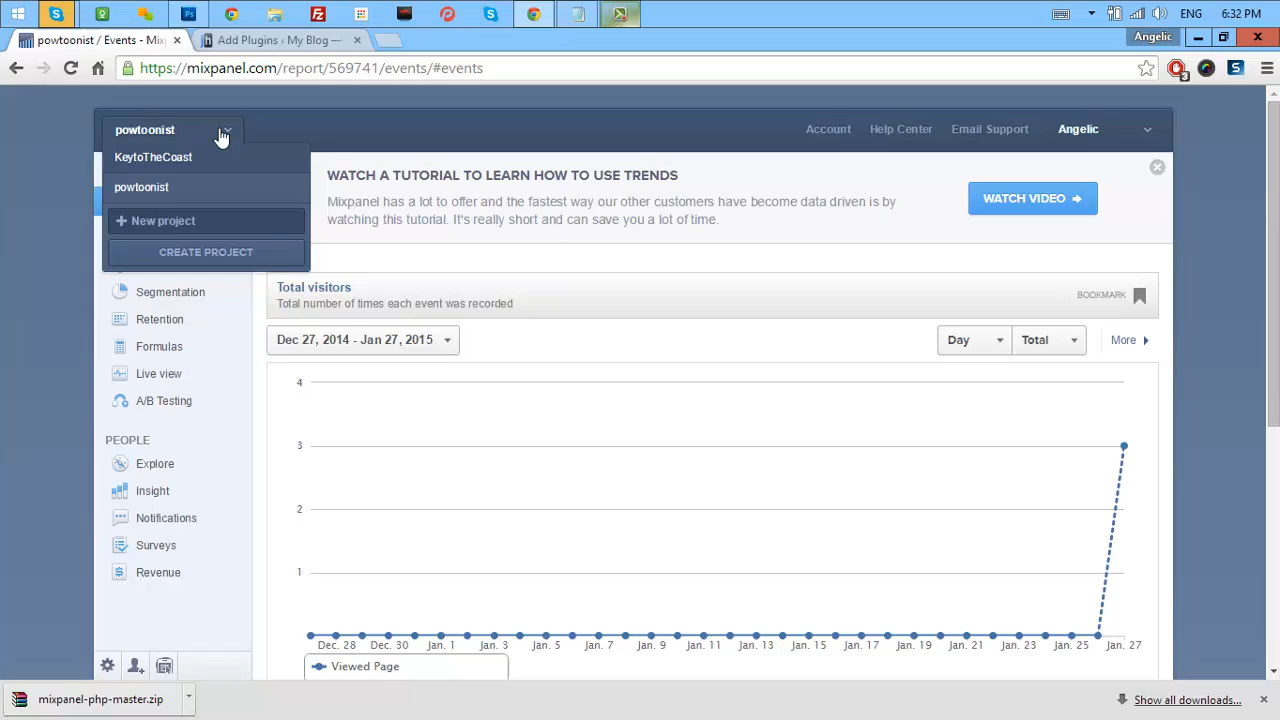 ENG
6:32 PM
powtoonist / Events - Mix
Add Plugins ‹ My Blog —
Angelic
https://mixpanel.com/report/569741/events/#events
3
powtoonist
Account
Help Center
Email Support
Angelic
KeytoTheCoast
powtoonist
+ New project
CREATE PROJECT
WATCH A TUTORIAL TO LEARN HOW TO USE TRENDS
Mixpanel has a lot to offer and the fastest way our other customers have become data driven is by
watching this tutorial. It's really short and can save you a lot of time.
WATCH VIDEO
Segmentation
Retention
Formulas
Live view
A/B Testing
PEOPLE
Explore
Insight
Notifications
Surveys
Revenue
Total visitors
Total number of times each event was recorded
BOOKMARK
Dec 27, 2014 - Jan 27, 2015
Day
Total
More
4
3
2
1
Dec. 28
Dec. 30
Jan. 1
Jan. 3
Jan. 5
Jan. 7
Jan. 9
Jan. 11
Jan. 13
Jan. 15
Jan. 17
Jan. 19
Jan. 21
Jan. 23
Jan. 25
Jan. 27
Viewed Page
mixpanel-php-master.zip
Show all downloads...